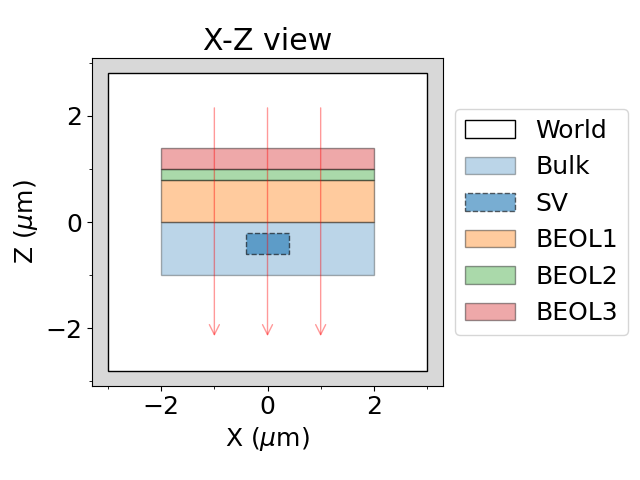 X-Z view
Z (μm)
2
0
−2
−2 0 2
X (μm)
World
Bulk
SV
BEOL1
BEOL2
BEOL3